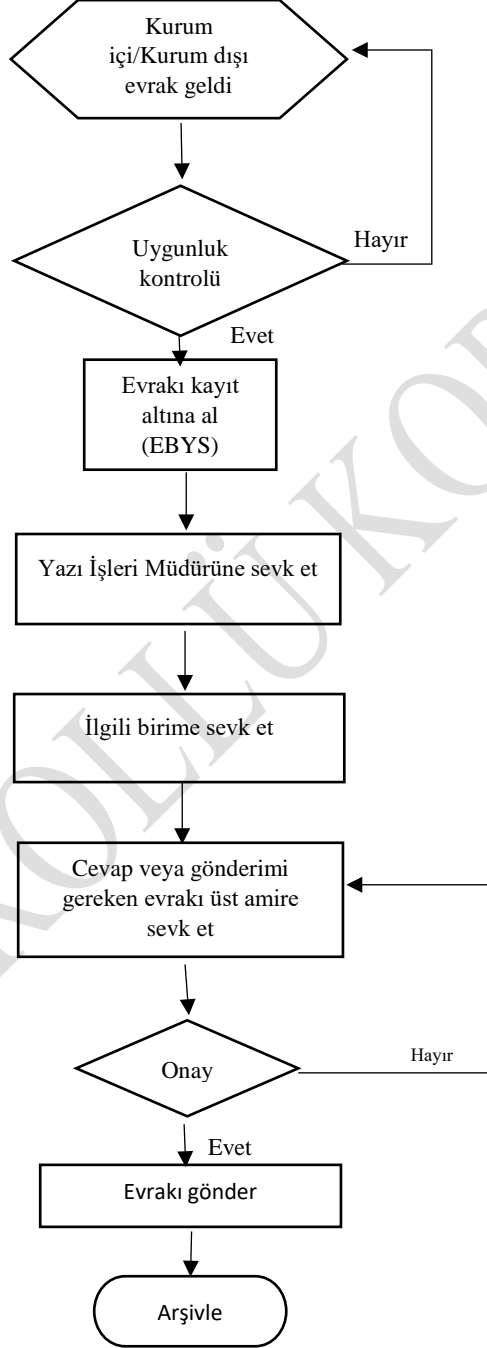 Kurum
içi/Kurum dışı
evrak geldi
Uygunluk
kontrolü
Hayır
Evet
Evrakı kayıt
altına al
(EBYS)
Yazı İşleri Müdürüne sevk et
İlgili birime sevk et
Cevap veya gönderimi
gereken evrakı üst amire
sevk et
Onay
Hayır
Evet
Evrakı gönder
Arşivle